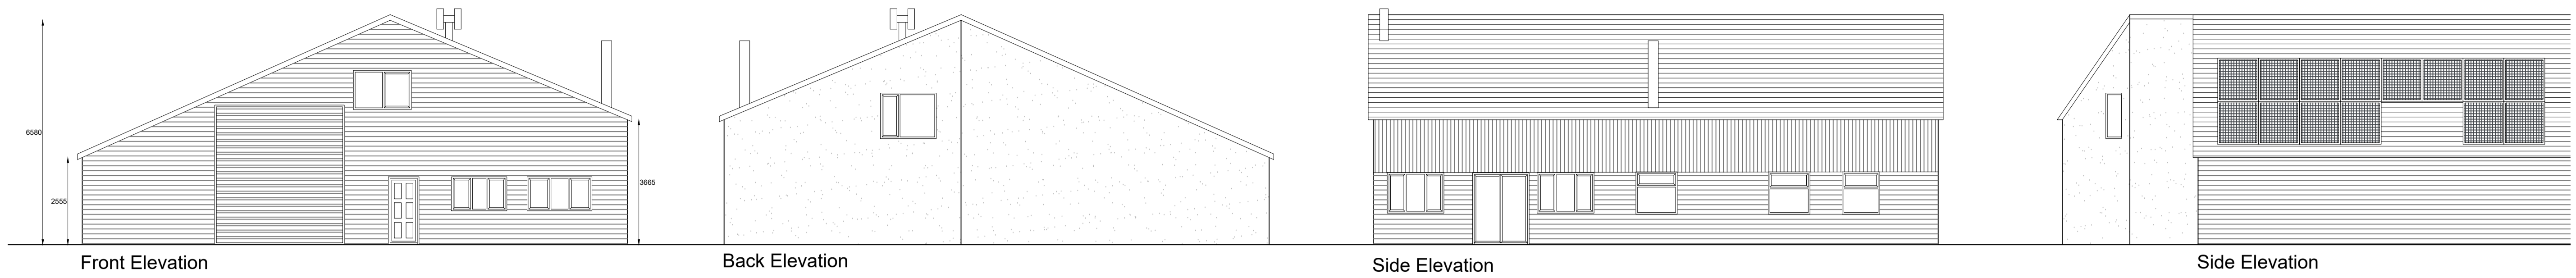 6580
2555
3665
Front Elevation
Back Elevation
Side Elevation
Side Elevation